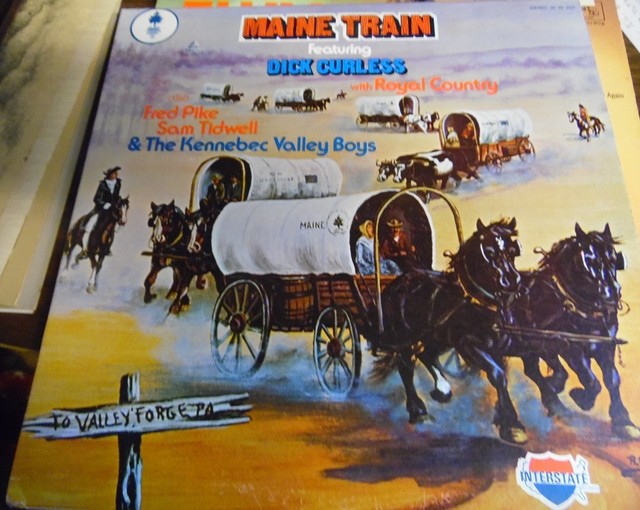 MAINE TRAIN
Featuring
DICK CURLESS
with Royal Country
also
Fred Pike
Sam Tidwell
& The Kennebec Valley Boys
MAINE
TO VALLEY FORGE PA
INTERSTATE